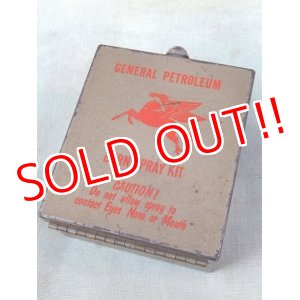 GENERAL PETROLEUM
SOLD OUT!!
SPRAY KIT
CAUTION!
Do not allow spray to
contact Eyes Nose or Mouth